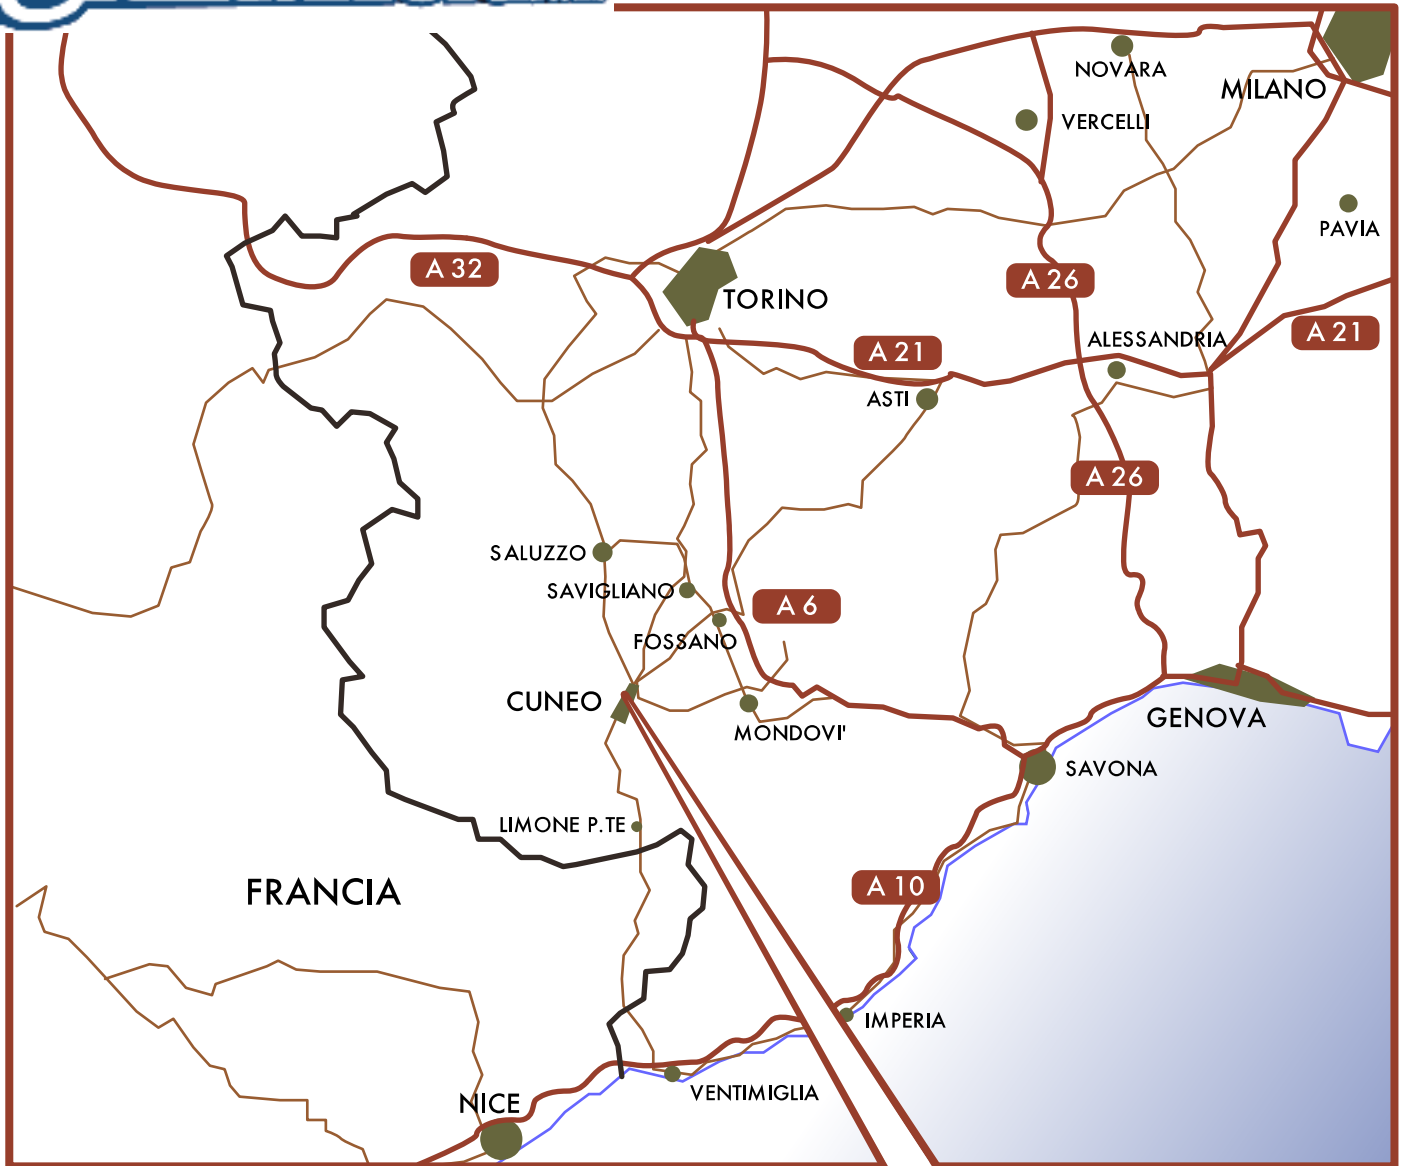 NOVARA
MILANO
VERCELLI
PAVIA
A 32
A 26
TORINO
A 21
ALESSANDRIA
A 21
ASTI
A 26
SALUZZO
SAVIGLIANO
A 6
FOSSANO
CUNEO
GENOVA
MONDOVI'
SAVONA
LIMONE P.TE
FRANCIA
A 10
IMPERIA
VENTIMIGLIA
NICE